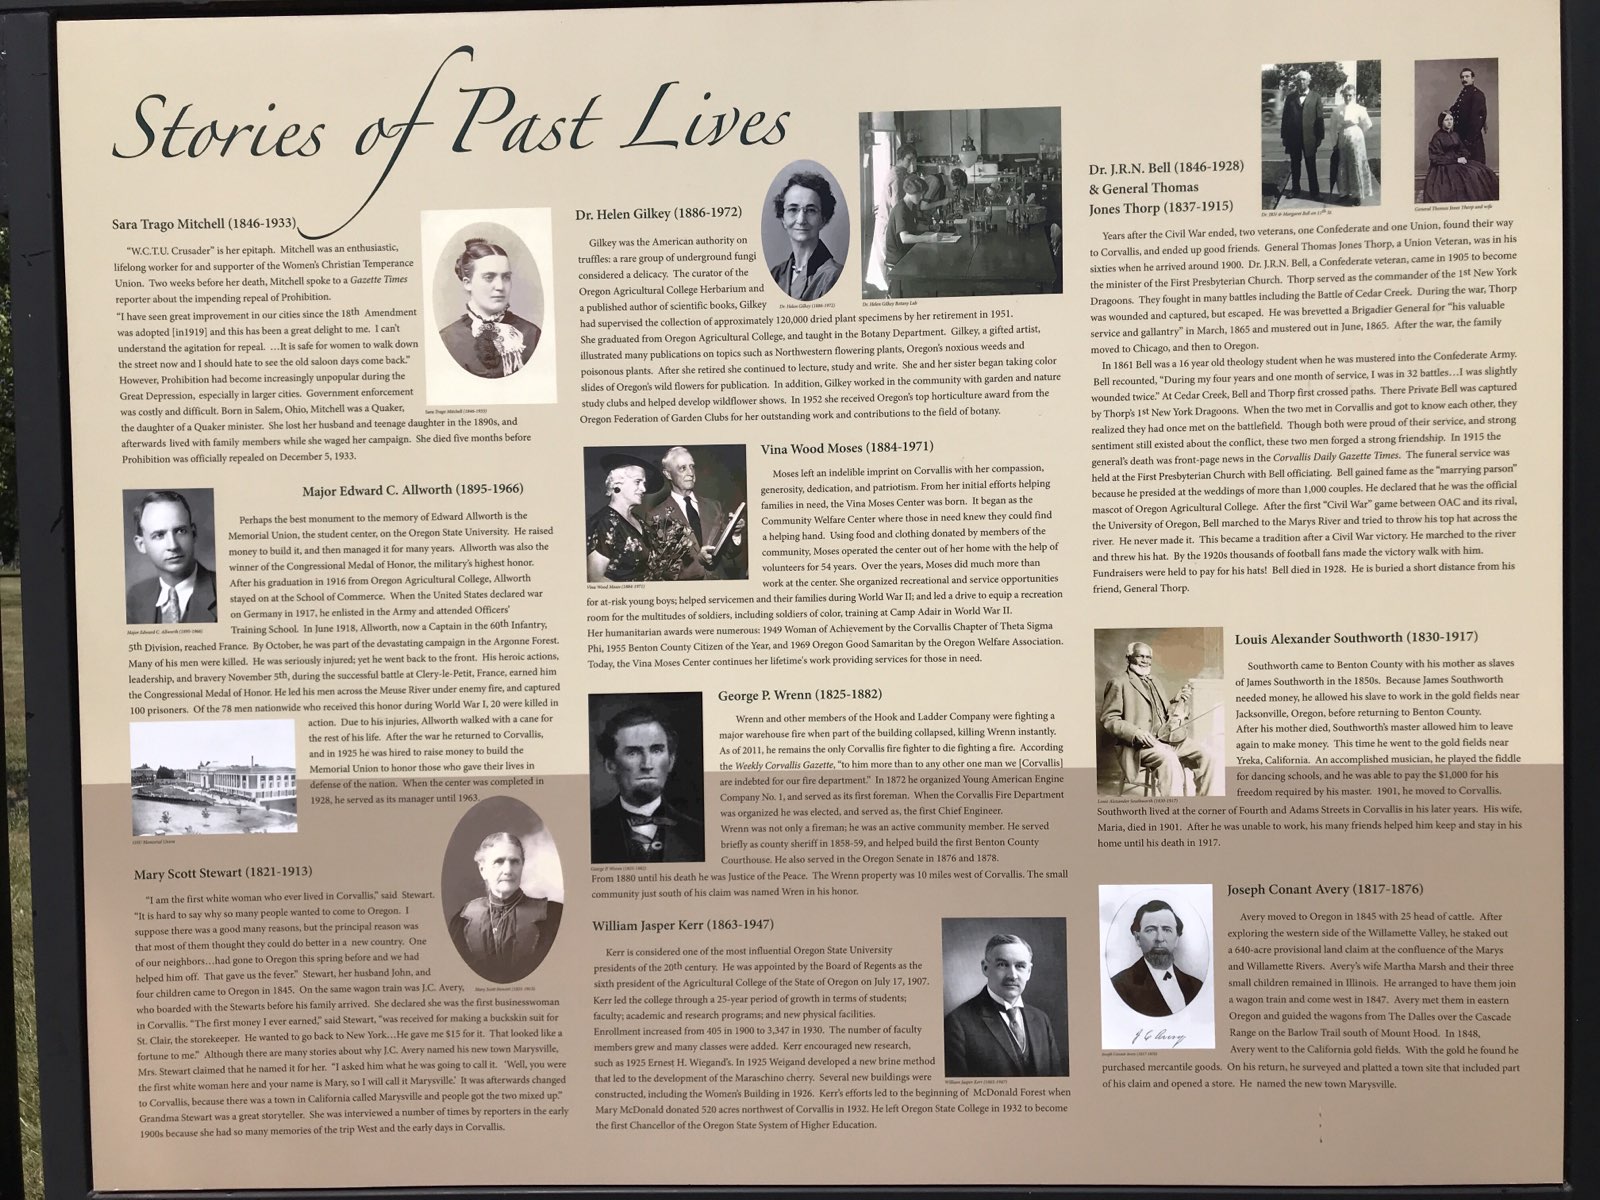 Stories of Past Lives
Sara Trago Mitchell (1846-1933)
"W.C.T.U. Crusader" is her epitaph. Mitchell was an enthusiastic,
lifelong worker for and supporter of the Women's Christian Temperance
Union. Two weeks before her death, Mitchell spoke to a Gazette Times
reporter about the impending repeal of Prohibition.
"I have seen great improvement in our cities since the 18th Amendment
was adopted [in1919] and this has been a great delight to me. I can't
understand the agitation for repeal. …It is safe for women to walk down
the street now and I should hate to see the old saloon days come back."
However, Prohibition had become increasingly unpopular during the
Great Depression, especially in larger cities. Government enforcement
was costly and difficult. Born in Salem, Ohio, Mitchell was a Quaker,
the daughter of a Quaker minister. She lost her husband and teenage daughter in the 1890s, and
afterwards lived with family members while she waged her campaign. She died five months before
Prohibition was officially repealed on December 5, 1933.
Sara Trago Mitchell (1846-1933)
Major Edward C. Allworth (1895-1966)
Perhaps the best monument to the memory of Edward Allworth is the
Memorial Union, the student center, on the Oregon State University. He raised
money to build it, and then managed it for many years. Allworth was also the
winner of the Congressional Medal of Honor, the military's highest honor.
After his graduation in 1916 from Oregon Agricultural College, Allworth
stayed on at the School of Commerce. When the United States declared war
on Germany in 1917, he enlisted in the Army and attended Officers'
Training School. In June 1918, Allworth, now a Captain in the 60th Infantry,
5th Division, reached France. By October, he was part of the devastating campaign in the Argonne Forest.
Many of his men were killed. He was seriously injured; yet he went back to the front. His heroic actions,
leadership, and bravery November 5th, during the successful battle at Clery-le-Petit, France, earned him
the Congressional Medal of Honor. He led his men across the Meuse River under enemy fire, and captured
100 prisoners. Of the 78 men nationwide who received this honor during World War I, 20 were killed in
action. Due to his injuries, Allworth walked with a cane for
the rest of his life. After the war he returned to Corvallis,
and in 1925 he was hired to raise money to build the
Memorial Union to honor those who gave their lives in
defense of the nation. When the center was completed in
1928, he served as its manager until 1963.
Major Edward C. Allworth (1895-1966)
OSU Memorial Union
Mary Scott Stewart (1821-1913)
"I am the first white woman who ever lived in Corvallis," said Stewart.
"It is hard to say why so many people wanted to come to Oregon. I
suppose there was a good many reasons, but the principal reason was
that most of them thought they could do better in a new country. One
of our neighbors…had gone to Oregon this spring before and we had
helped him off. That gave us the fever." Stewart, her husband John, and
four children came to Oregon in 1845. On the same wagon train was J.C. Avery,
who boarded with the Stewarts before his family arrived. She declared she was the first businesswoman
in Corvallis. "The first money I ever earned," said Stewart, "was received for making a buckskin suit for
St. Clair, the storekeeper. He wanted to go back to New York…He gave me $15 for it. That looked like a
fortune to me." Although there are many stories about why J.C. Avery named his new town Marysville,
Mrs. Stewart claimed that he named it for her. "I asked him what he was going to call it. 'Well, you were
the first white woman here and your name is Mary, so I will call it Marysville.' It was afterwards changed
to Corvallis, because there was a town in California called Marysville and people got the two mixed up."
Grandma Stewart was a great storyteller. She was interviewed a number of times by reporters in the early
1900s because she had so many memories of the trip West and the early days in Corvallis.
Mary Scott Stewart (1821-1913)
Dr. Helen Gilkey (1886-1972)
Gilkey was the American authority on
truffles: a rare group of underground fungi
considered a delicacy. The curator of the
Oregon Agricultural College Herbarium and
a published author of scientific books, Gilkey
had supervised the collection of approximately 120,000 dried plant specimens by her retirement in 1951.
She graduated from Oregon Agricultural College, and taught in the Botany Department. Gilkey, a gifted artist,
illustrated many publications on topics such as Northwestern flowering plants, Oregon's noxious weeds and
poisonous plants. After she retired she continued to lecture, study and write. She and her sister began taking color
slides of Oregon's wild flowers for publication. In addition, Gilkey worked in the community with garden and nature
study clubs and helped develop wildflower shows. In 1952 she received Oregon's top horticulture award from the
Oregon Federation of Garden Clubs for her outstanding work and contributions to the field of botany.
Dr. Helen Gilkey (1886-1972)
Dr. Helen Gilkey Botany Lab
Vina Wood Moses (1884-1971)
Moses left an indelible imprint on Corvallis with her compassion,
generosity, dedication, and patriotism. From her initial efforts helping
families in need, the Vina Moses Center was born. It began as the
Community Welfare Center where those in need knew they could find
a helping hand. Using food and clothing donated by members of the
community, Moses operated the center out of her home with the help of
volunteers for 54 years. Over the years, Moses did much more than
work at the center. She organized recreational and service opportunities
for at-risk young boys; helped servicemen and their families during World War II; and led a drive to equip a recreation
room for the multitudes of soldiers, including soldiers of color, training at Camp Adair in World War II.
Her humanitarian awards were numerous: 1949 Woman of Achievement by the Corvallis Chapter of Theta Sigma
Phi, 1955 Benton County Citizen of the Year, and 1969 Oregon Good Samaritan by the Oregon Welfare Association.
Today, the Vina Moses Center continues her lifetime's work providing services for those in need.
Vina Wood Moses (1884-1971)
George P. Wrenn (1825-1882)
Wrenn and other members of the Hook and Ladder Company were fighting a
major warehouse fire when part of the building collapsed, killing Wrenn instantly.
As of 2011, he remains the only Corvallis fire fighter to die fighting a fire. According
the Weekly Corvallis Gazette, "to him more than to any other one man we [Corvallis]
are indebted for our fire department." In 1872 he organized Young American Engine
Company No. 1, and served as its first foreman. When the Corvallis Fire Department
was organized he was elected, and served as, the first Chief Engineer.
Wrenn was not only a fireman; he was an active community member. He served
briefly as county sheriff in 1858-59, and helped build the first Benton County
Courthouse. He also served in the Oregon Senate in 1876 and 1878.
From 1880 until his death he was Justice of the Peace. The Wrenn property was 10 miles west of Corvallis. The small
community just south of his claim was named Wren in his honor.
George P. Wrenn (1825-1882)
William Jasper Kerr (1863-1947)
Kerr is considered one of the most influential Oregon State University
presidents of the 20th century. He was appointed by the Board of Regents as the
sixth president of the Agricultural College of the State of Oregon on July 17, 1907.
Kerr led the college through a 25-year period of growth in terms of students;
faculty; academic and research programs; and new physical facilities.
Enrollment increased from 405 in 1900 to 3,347 in 1930. The number of faculty
members grew and many classes were added. Kerr encouraged new research,
such as 1925 Ernest H. Wiegand's. In 1925 Weigand developed a new brine method
that led to the development of the Maraschino cherry. Several new buildings were
constructed, including the Women's Building in 1926. Kerr's efforts led to the beginning of McDonald Forest when
Mary McDonald donated 520 acres northwest of Corvallis in 1932. He left Oregon State College in 1932 to become
the first Chancellor of the Oregon State System of Higher Education.
William Jasper Kerr (1863-1947)
Dr. J.R.N. Bell (1846-1928)
& General Thomas
Jones Thorp (1837-1915)
Dr. JRN & Margaret Bell on 11th St
General Thomas Jones Thorp and wife
Years after the Civil War ended, two veterans, one Confederate and one Union, found their way
to Corvallis, and ended up good friends. General Thomas Jones Thorp, a Union Veteran, was in his
sixties when he arrived around 1900. Dr. J.R.N. Bell, a Confederate veteran, came in 1905 to become
the minister of the First Presbyterian Church. Thorp served as the commander of the 1st New York
Dragoons. They fought in many battles including the Battle of Cedar Creek. During the war, Thorp
was wounded and captured, but escaped. He was brevetted a Brigadier General for "his valuable
service and gallantry" in March, 1865 and mustered out in June, 1865. After the war, the family
moved to Chicago, and then to Oregon.
In 1861 Bell was a 16 year old theology student when he was mustered into the Confederate Army.
Bell recounted, "During my four years and one month of service, I was in 32 battles…I was slightly
wounded twice." At Cedar Creek, Bell and Thorp first crossed paths. There Private Bell was captured
by Thorp's 1st New York Dragoons. When the two met in Corvallis and got to know each other, they
realized they had once met on the battlefield. Though both were proud of their service, and strong
sentiment still existed about the conflict, these two men forged a strong friendship. In 1915 the
general's death was front-page news in the Corvallis Daily Gazette Times. The funeral service was
held at the First Presbyterian Church with Bell officiating. Bell gained fame as the "marrying parson"
because he presided at the weddings of more than 1,000 couples. He declared that he was the official
mascot of Oregon Agricultural College. After the first "Civil War" game between OAC and its rival,
the University of Oregon, Bell marched to the Marys River and tried to throw his top hat across the
river. He never made it. This became a tradition after a Civil War victory. He marched to the river
and threw his hat. By the 1920s thousands of football fans made the victory walk with him.
Fundraisers were held to pay for his hats! Bell died in 1928. He is buried a short distance from his
friend, General Thorp.
Louis Alexander Southworth (1830-1917)
Southworth came to Benton County with his mother as slaves
of James Southworth in the 1850s. Because James Southworth
needed money, he allowed his slave to work in the gold fields near
Jacksonville, Oregon, before returning to Benton County.
After his mother died, Southworth's master allowed him to leave
again to make money. This time he went to the gold fields near
Yreka, California. An accomplished musician, he played the fiddle
for dancing schools, and he was able to pay the $1,000 for his
freedom required by his master. 1901, he moved to Corvallis.
Southworth lived at the corner of Fourth and Adams Streets in Corvallis in his later years. His wife,
Maria, died in 1901. After he was unable to work, his many friends helped him keep and stay in his
home until his death in 1917.
Louis Alexander Southworth (1830-1917)
Joseph Conant Avery (1817-1876)
Avery moved to Oregon in 1845 with 25 head of cattle. After
exploring the western side of the Willamette Valley, he staked out
a 640-acre provisional land claim at the confluence of the Marys
and Willamette Rivers. Avery's wife Martha Marsh and their three
small children remained in Illinois. He arranged to have them join
a wagon train and come west in 1847. Avery met them in eastern
Oregon and guided the wagons from The Dalles over the Cascade
Range on the Barlow Trail south of Mount Hood. In 1848,
Avery went to the California gold fields. With the gold he found he
purchased mercantile goods. On his return, he surveyed and platted a town site that included part
of his claim and opened a store. He named the new town Marysville.
J C Avery
Joseph Conant Avery (1817-1876)